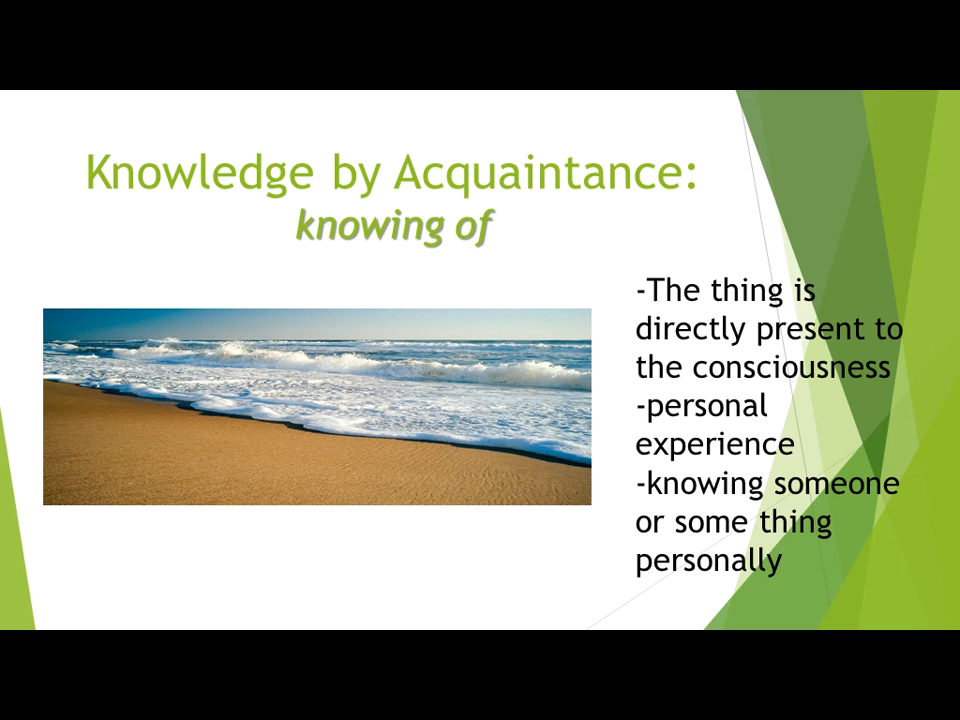 Knowledge by Acquaintance:
knowing of
-The thing is
directly present to
the consciousness
-personal
experience
-knowing someone
or some thing
personally